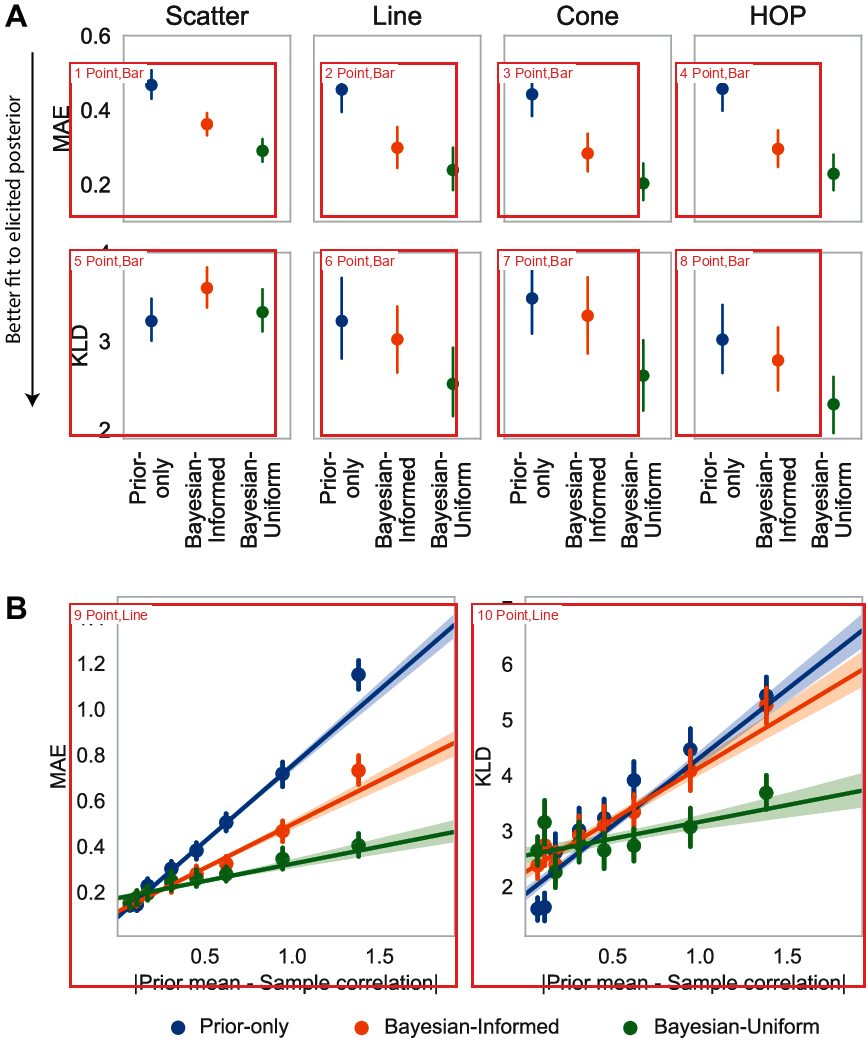 A
Scatter
Line
Cone
HOP
Better fit to elicited posterior
MAE
0.6
0.4
0.2
1 Point,Bar
2 Point,Bar
3 Point,Bar
4 Point,Bar
KLD
4
3
2
5 Point,Bar
6 Point,Bar
7 Point,Bar
8 Point,Bar
Prior-
only
Bayesian-
Informed
Bayesian-
Uniform
Prior-
only
Bayesian-
Informed
Bayesian-
Uniform
Prior-
only
Bayesian-
Informed
Bayesian-
Uniform
Prior-
only
Bayesian-
Informed
Bayesian-
Uniform
B
9 Point,Line
MAE
1.2
1.0
0.8
0.6
0.4
0.2
0.5
1.0
1.5
|Prior mean - Sample correlation|
10 Point,Line
KLD
6
5
4
3
2
0.5
1.0
1.5
|Prior mean - Sample correlation|
Prior-only
Bayesian-Informed
Bayesian-Uniform